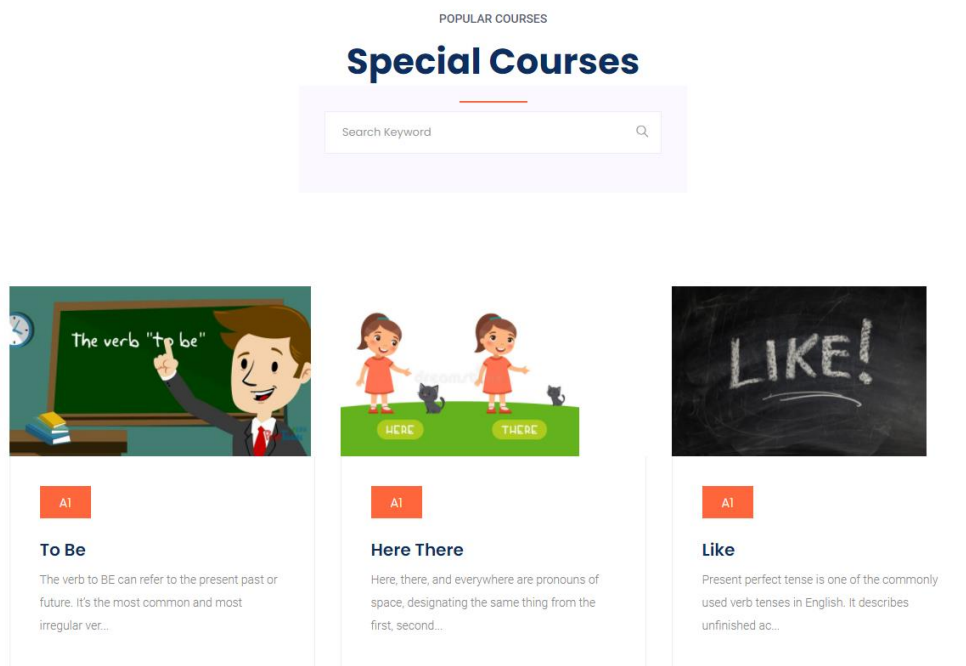 POPULAR COURSES
Special Courses
Search Keyword
The verb "to be"
HERE
THERE
LIKE!
A1
To Be
The verb to BE can refer to the present past or
future. It's the most common and most
irregular ver...
A1
Here There
Here, there, and everywhere are pronouns of
space, designating the same thing from the
first, second...
A1
Like
Present perfect tense is one of the commonly
used verb tenses in English. It describes
unfinished ac...